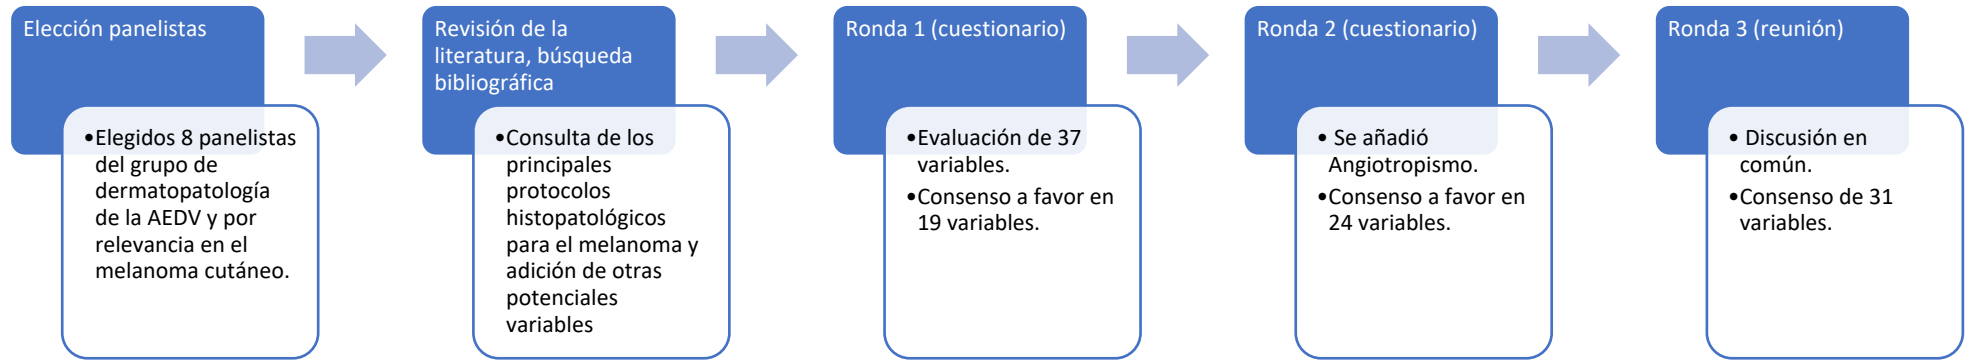 Elección panelistas
•Elegidos 8 panelistas
del grupo de
dermatopatología
de la AEDV y por
relevancia en el
melanoma cutáneo.
Revisión de la
literatura, búsqueda
bibliográfica
•Consulta de los
principales
protocolos
histopatológicos
para el melanoma y
adición de otras
potenciales
variables
Ronda 1 (cuestionario)
•Evaluación de 37
variables.
•Consenso a favor en
19 variables.
Ronda 2 (cuestionario)
• Se añadió
Angiotropismo.
•Consenso a favor en
24 variables.
Ronda 3 (reunión)
• Discusión en
común.
•Consenso de 31
variables.